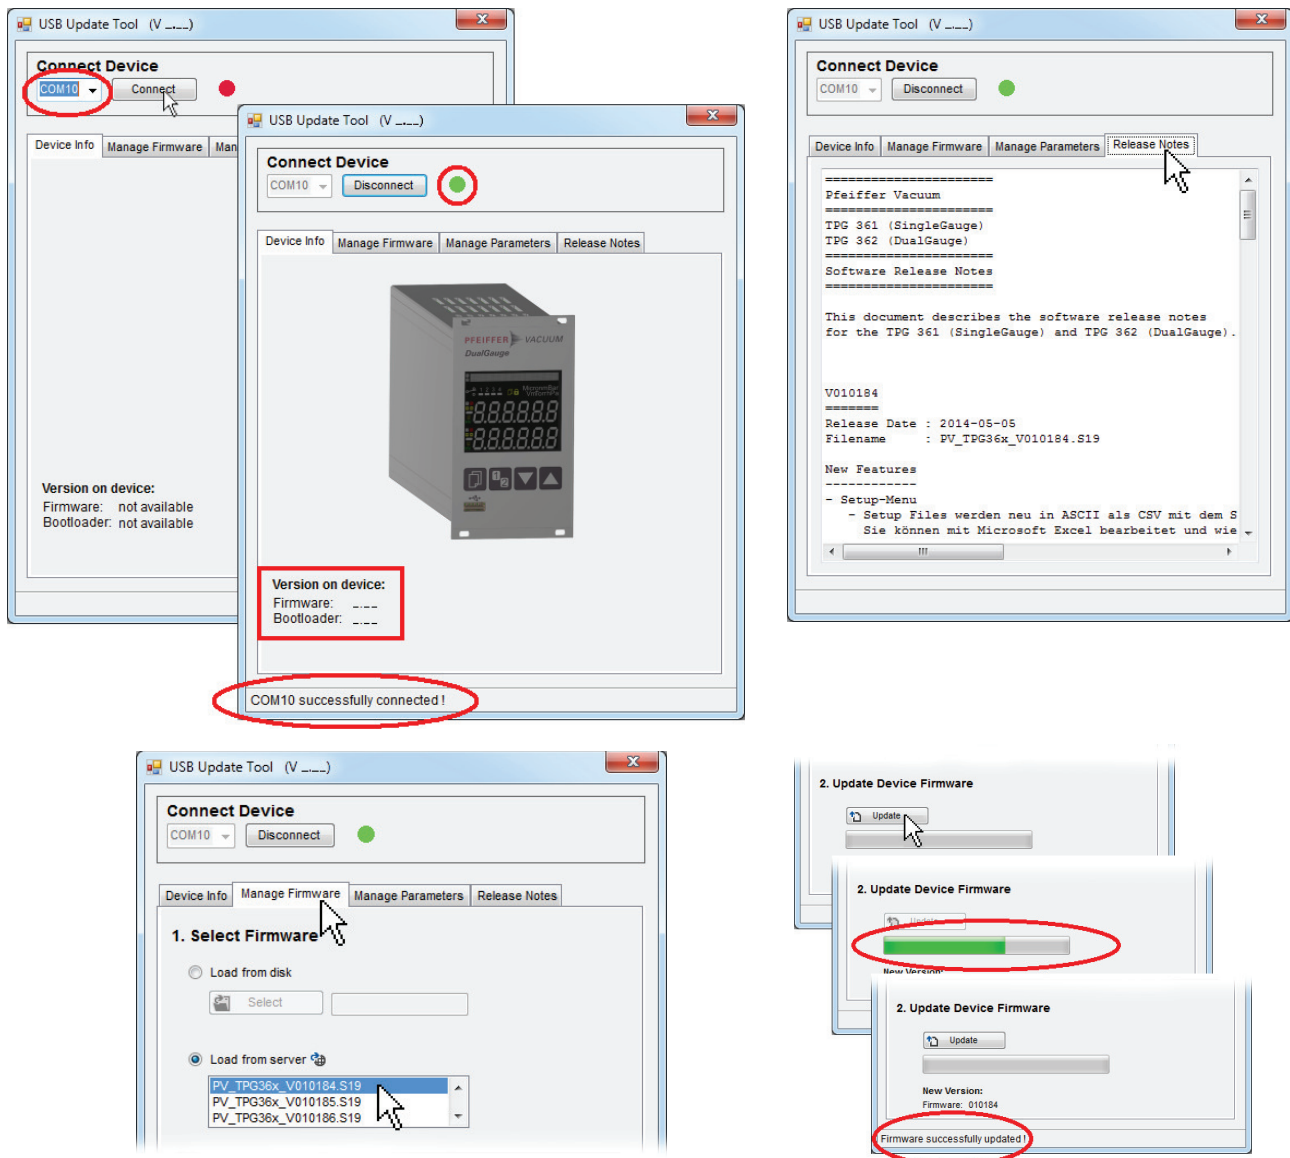 USB Update Tool (V _.__)
Connect Device
COM10 Connect
Device Info Manage Firmware Man
Version on device:
Firmware: not available
Bootloader: not available
USB Update Tool (V _.__)
Connect Device
COM10 Disconnect
Device Info Manage Firmware Manage Parameters Release Notes
PFEIFFER VACUUM
DualGauge
Version on device:
Firmware: _.__
Bootloader: _.__
COM10 successfully connected !
USB Update Tool (V _.__)
Connect Device
COM10 Disconnect
Device Info Manage Firmware Manage Parameters Release Notes
======================
Pfeiffer Vacuum
======================
TPG 361 (SingleGauge)
TPG 362 (DualGauge)
======================
Software Release Notes
======================
This document describes the software release notes
for the TPG 361 (SingleGauge) and TPG 362 (DualGauge).
V010184
=======
Release Date : 2014-05-05
Filename : PV_TPG36x_V010184.S19
New Features
------------
- Setup-Menu
- Setup Files werden neu in ASCII als CSV mit dem S
Sie können mit Microsoft Excel bearbeitet und wie
USB Update Tool (V _.__)
Connect Device
COM10 Disconnect
Device Info Manage Firmware Manage Parameters Release Notes
1. Select Firmware
Load from disk
Select
Load from server
PV_TPG36x_V010184.S19
PV_TPG36x_V010185.S19
PV_TPG36x_V010186.S19
2. Update Device Firmware
Update
2. Update Device Firmware
Update
New Version:
2. Update Device Firmware
Update
New Version:
Firmware: 010184
Firmware successfully updated !